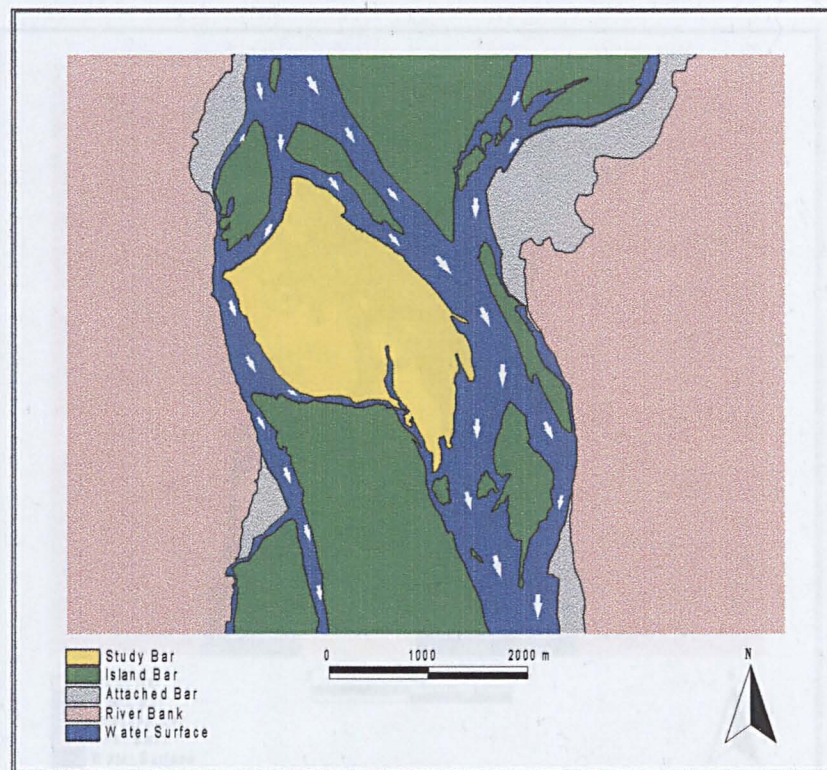 Study Bar
Island Bar
Attached Bar
River Bank
Water Surface
0 1000 2000 m
N